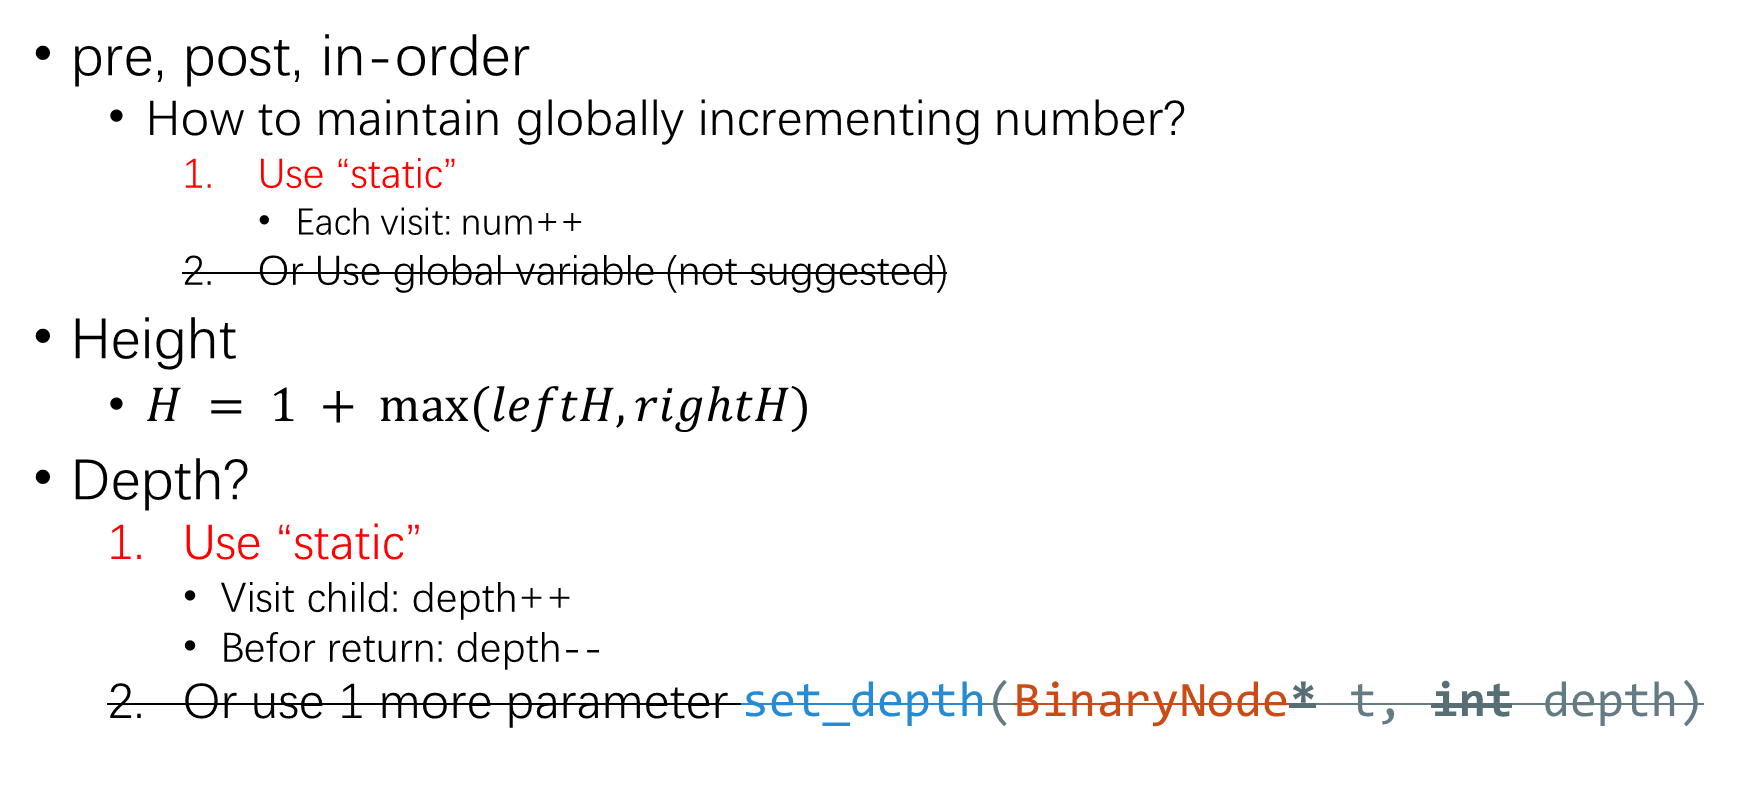 • pre, post, in-order
• How to maintain globally incrementing number?
1. Use “static”
• Each visit: num++
2. Or Use global variable (not suggested)
• Height
• H = 1 + max(leftH, rightH)
• Depth?
1. Use “static”
• Visit child: depth++
• Befor return: depth--
2. Or use 1 more parameter set_depth(BinaryNode* t, int depth)